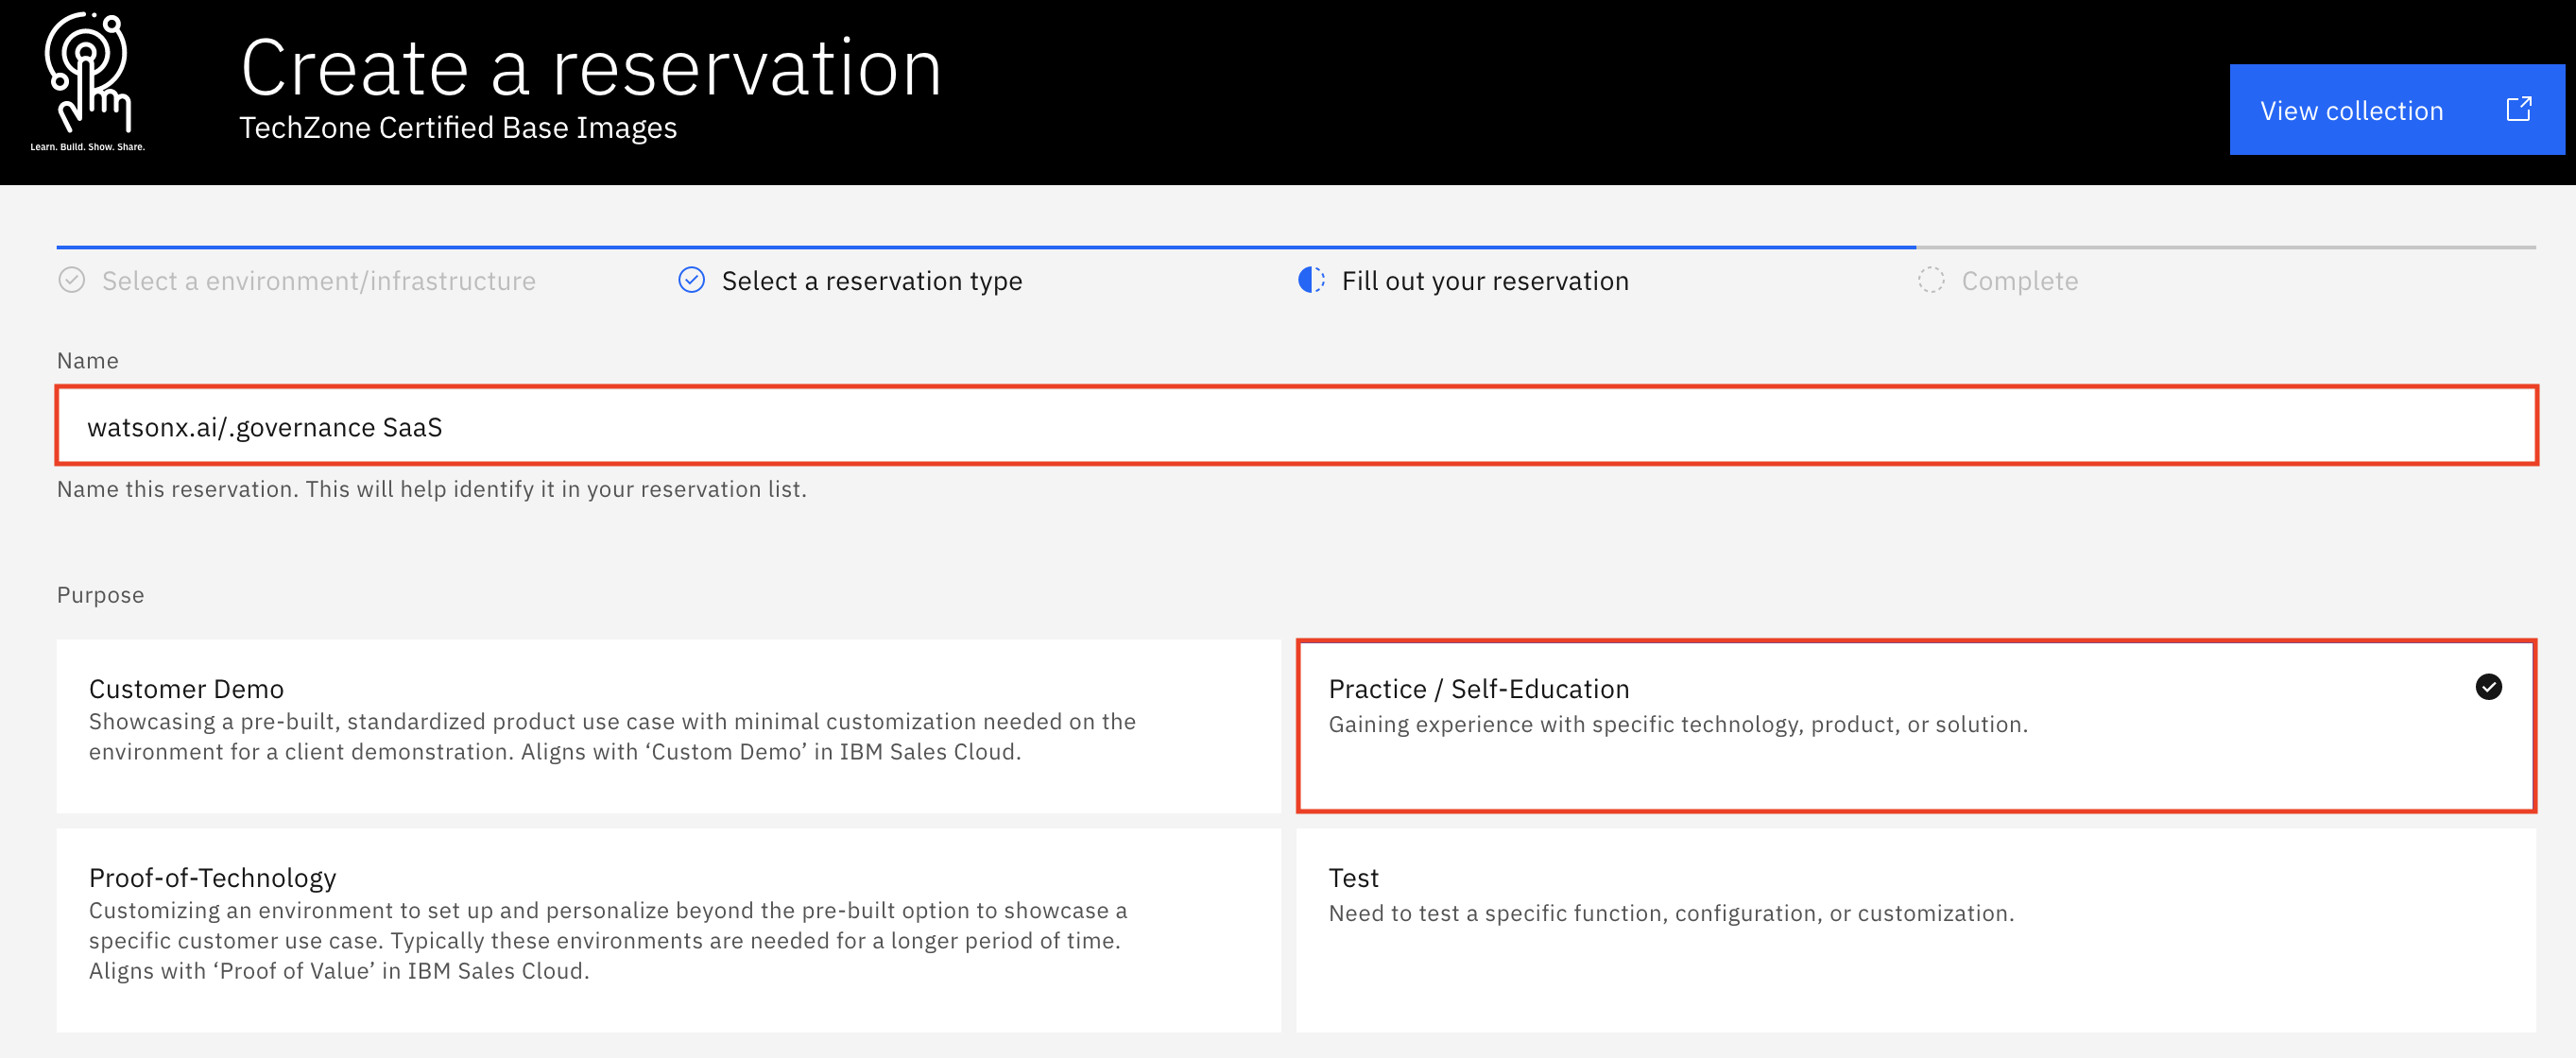 Learn. Build. Show. Share.
Create a reservation
TechZone Certified Base Images
View collection
Select a environment/infrastructure
Select a reservation type
Fill out your reservation
Complete
Name
watsonx.ai/.governance SaaS
Name this reservation. This will help identify it in your reservation list.
Purpose
Customer Demo
Showcasing a pre-built, standardized product use case with minimal customization needed on the
environment for a client demonstration. Aligns with ‘Custom Demo’ in IBM Sales Cloud.
Practice / Self-Education
Gaining experience with specific technology, product, or solution.
Proof-of-Technology
Customizing an environment to set up and personalize beyond the pre-built option to showcase a
specific customer use case. Typically these environments are needed for a longer period of time.
Aligns with ‘Proof of Value’ in IBM Sales Cloud.
Test
Need to test a specific function, configuration, or customization.